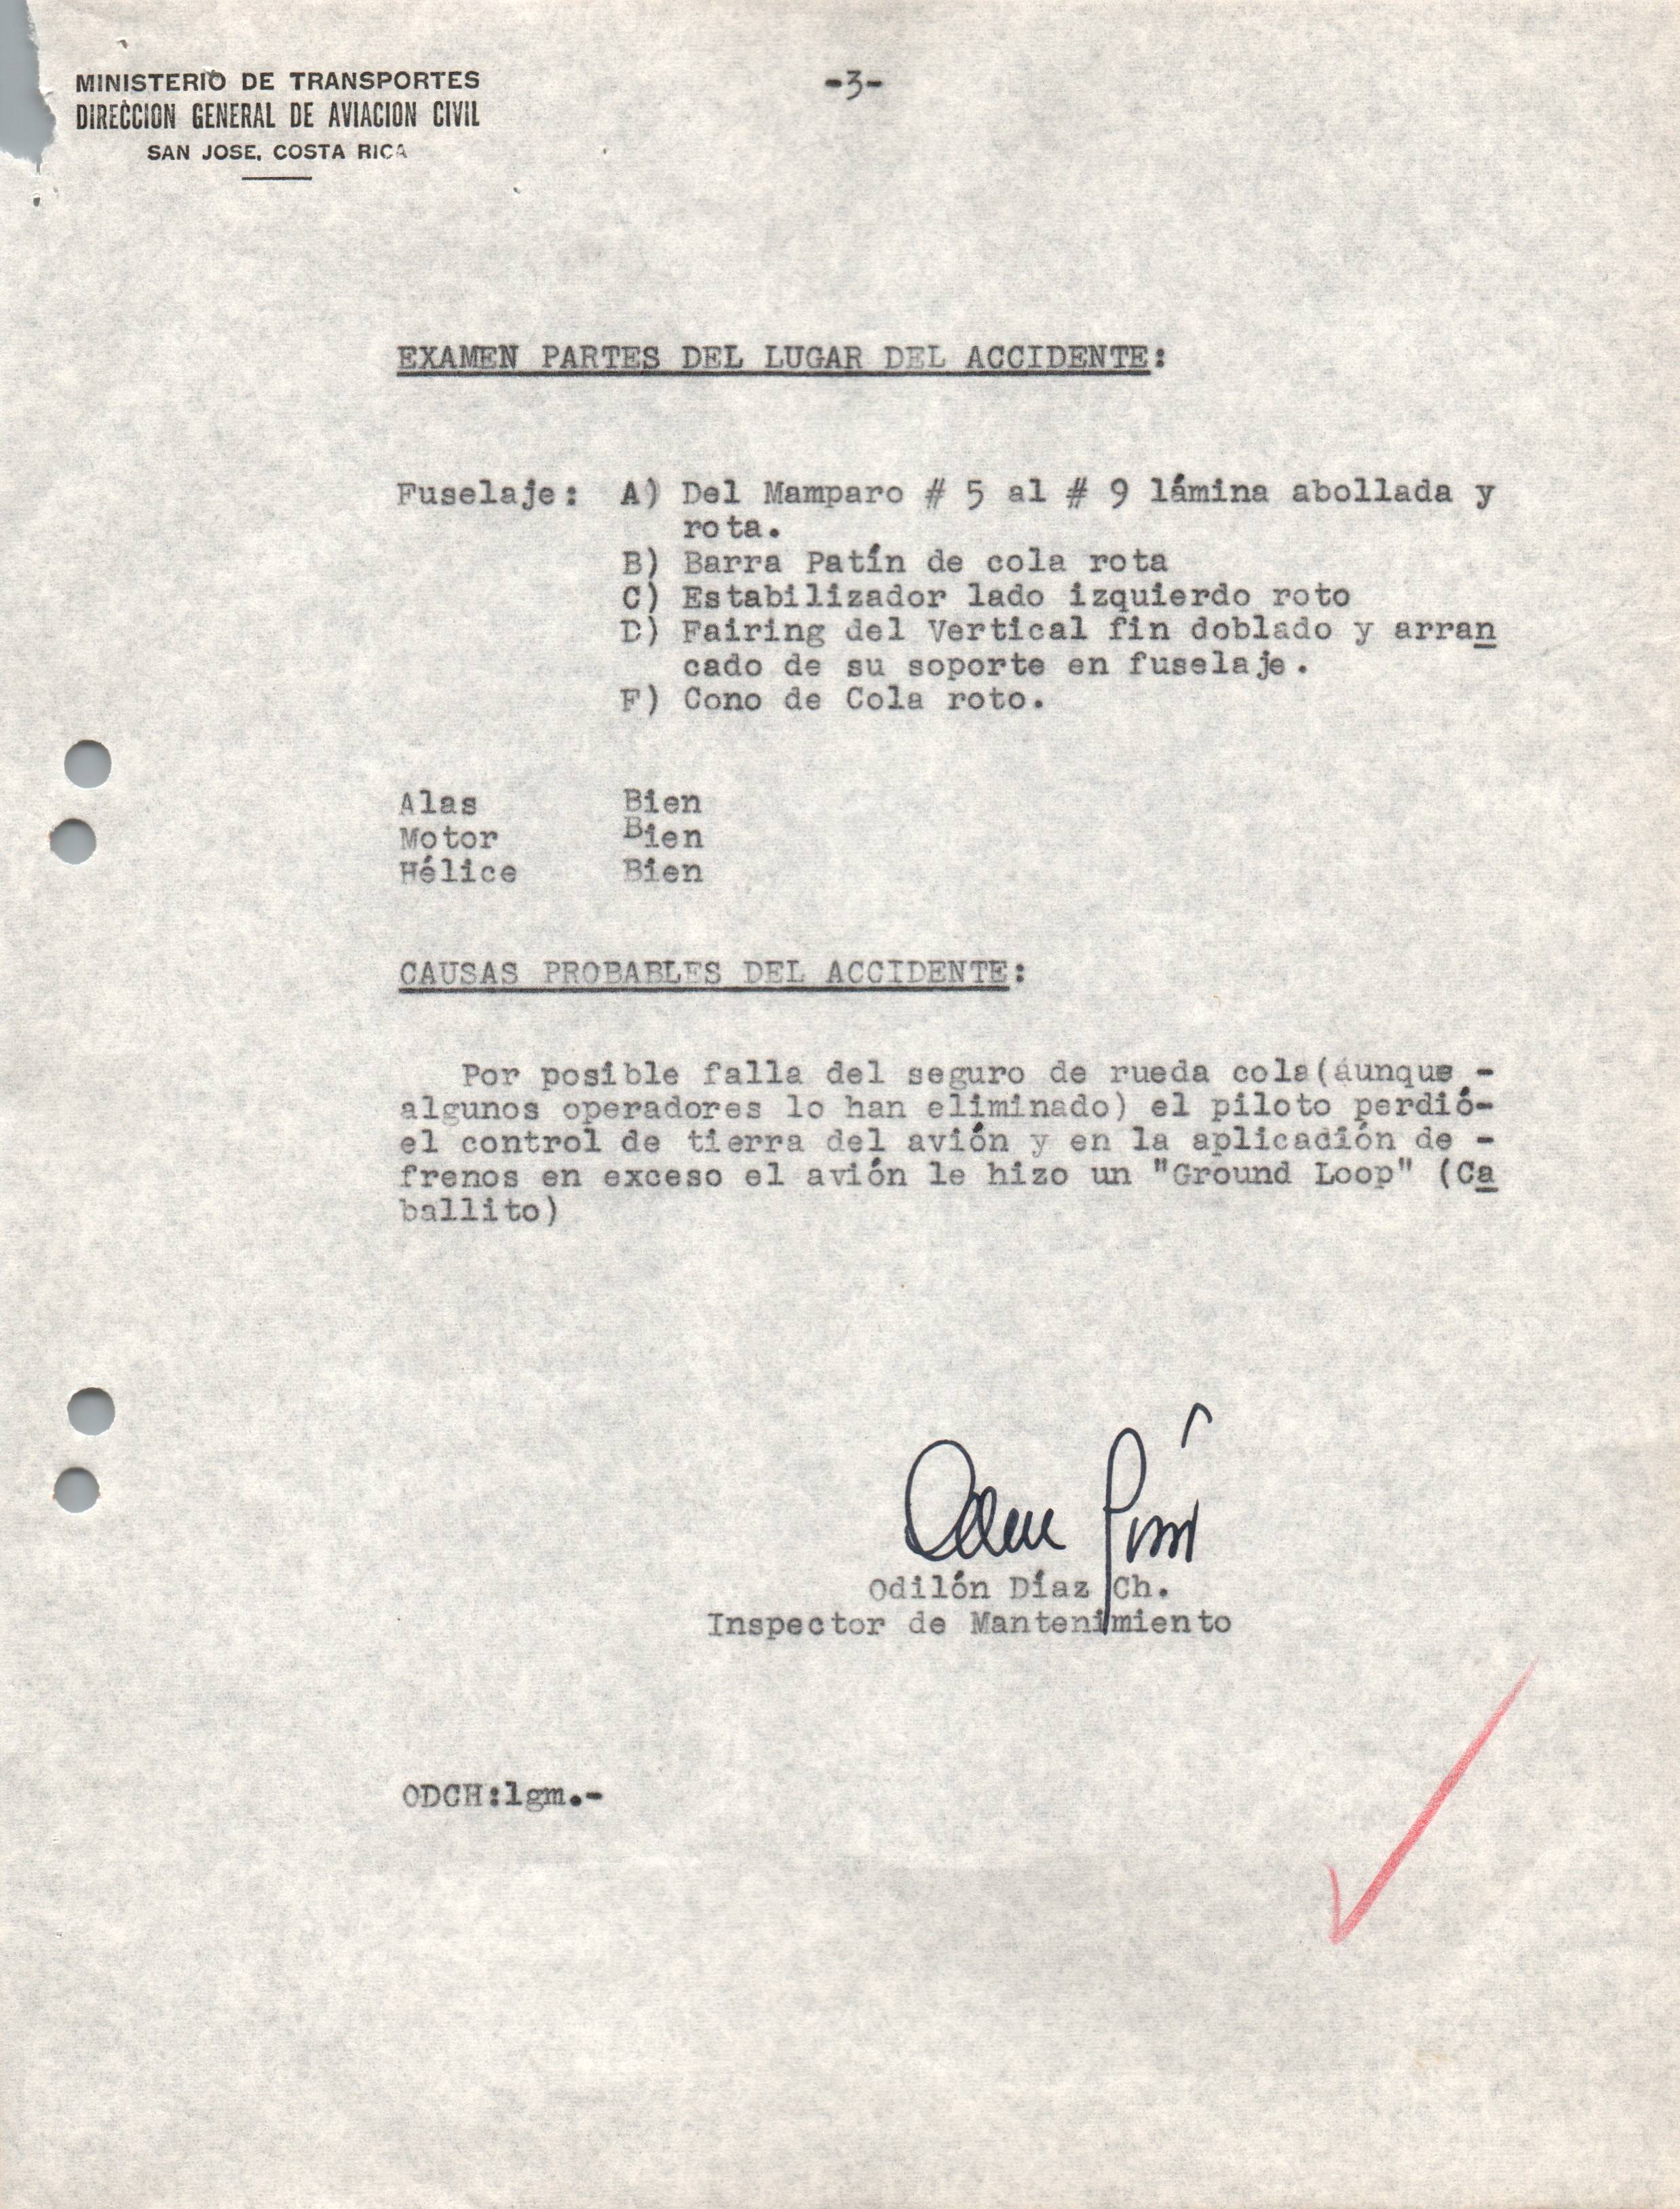 MINISTERIO DE TRANSPORTES
DIRECCION GENERAL DE AVIACION CIVIL
SAN JOSE, COSTA RICA
-3-
EXAMEN PARTES DEL LUGAR DEL ACCIDENTE:
Fuselaje: A) Del Mamparo # 5 al # 9 lámina abollada y
rota.
B) Barra Patín de cola rota
C) Estabilizador lado izquierdo roto
D) Fairing del Vertical fin doblado y arran
cado de su soporte en fuselaje.
F) Cono de Cola roto.
Alas Bien
Motor Bien
Hélice Bien
CAUSAS PROBABLES DEL ACCIDENTE:
Por posible falla del seguro de rueda cola(áunque -
algunos operadores lo han eliminado) el piloto perdió-
el control de tierra del avión y en la aplicación de -
frenos en exceso el avión le hizo un "Ground Loop" (Ca
ballito)
Odilón Díaz Ch.
Inspector de Mantenimiento
ODCH:lgm.-